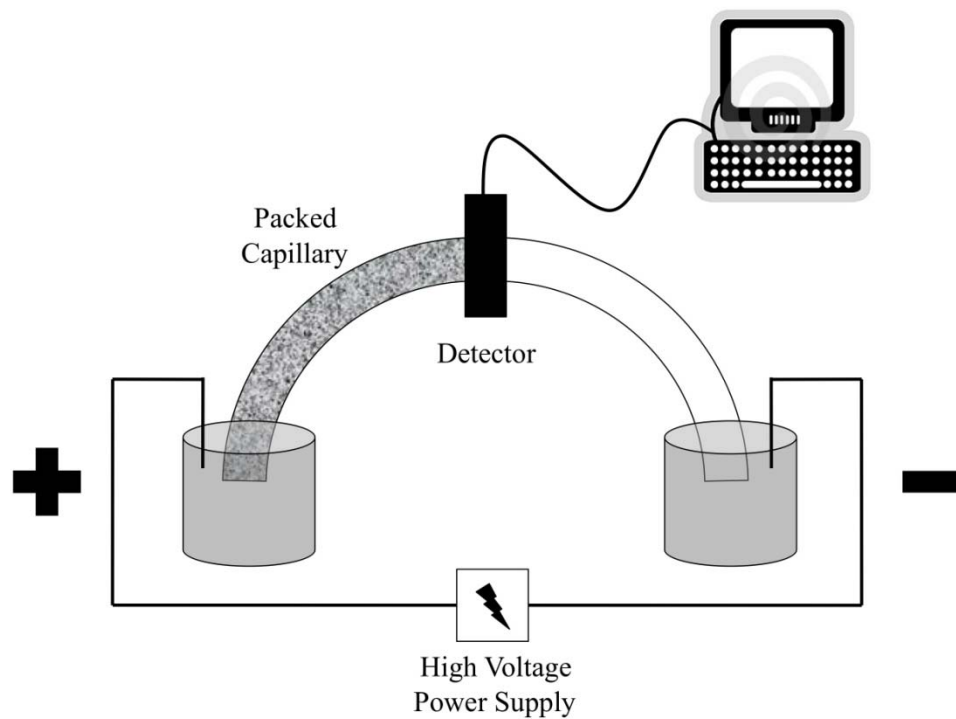 Packed
Capillary
Detector
+
−
High Voltage
Power Supply